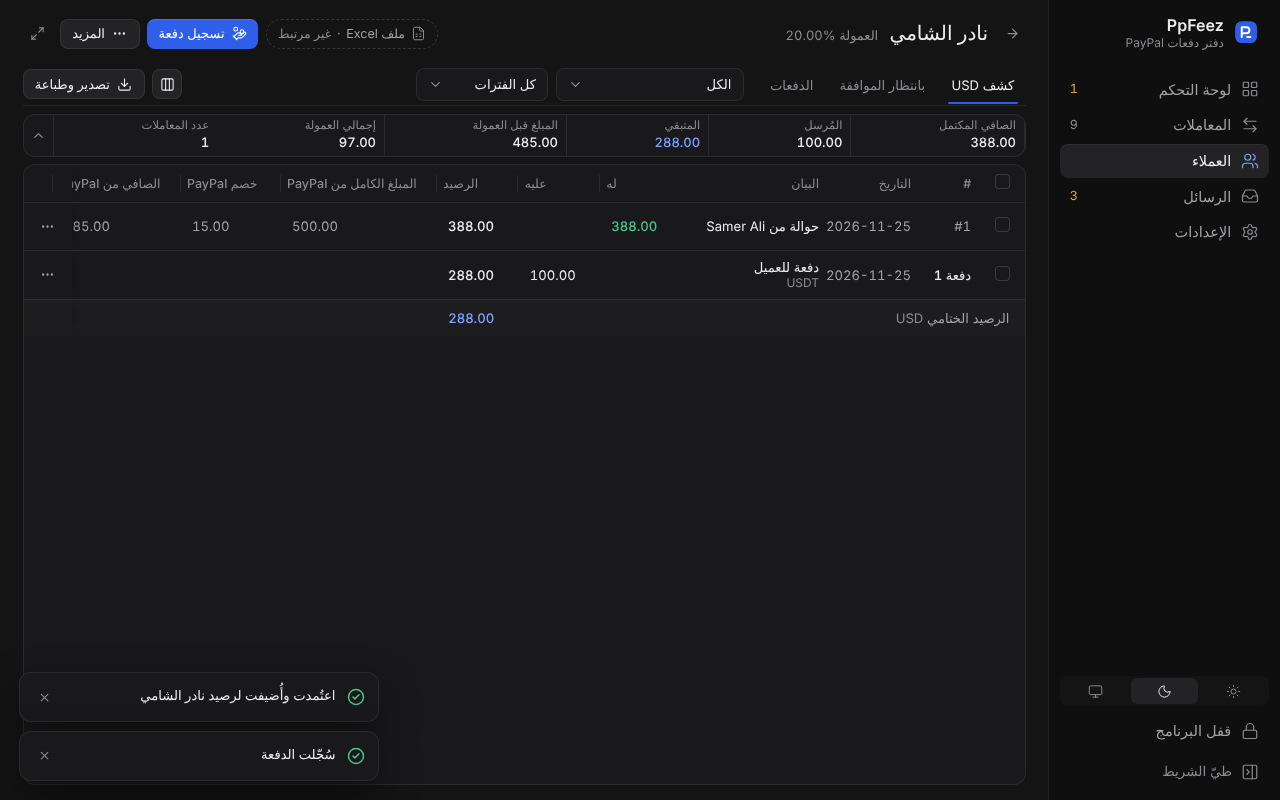 PpFeez
دفتر دفعات PayPal
لوحة التحكم 1
المعاملات 9
العملاء
الرسائل 3
الإعدادات
قفل البرنامج
طيّ الشريط
نادر الشامي العمولة 20.00%
ملف Excel · غير مرتبط
تسجيل دفعة
المزيد
كشف USD
بانتظار الموافقة
الدفعات
الكل
كل الفترات
تصدير وطباعة
الصافي المكتمل المُرسل المتبقي المبلغ قبل العمولة إجمالي العمولة عدد المعاملات
388.00 100.00 288.00 485.00 97.00 1
# التاريخ البيان له عليه الرصيد المبلغ الكامل من PayPal خصم PayPal الصافي من yPal
#1 2026-11-25 حوالة من Samer Ali 388.00 388.00 500.00 15.00 85.00
دفعة 1 2026-11-25 دفعة للعميل 100.00 288.00
USDT
الرصيد الختامي USD 288.00
اعتُمدت وأُضيفت لرصيد نادر الشامي
سُجّلت الدفعة